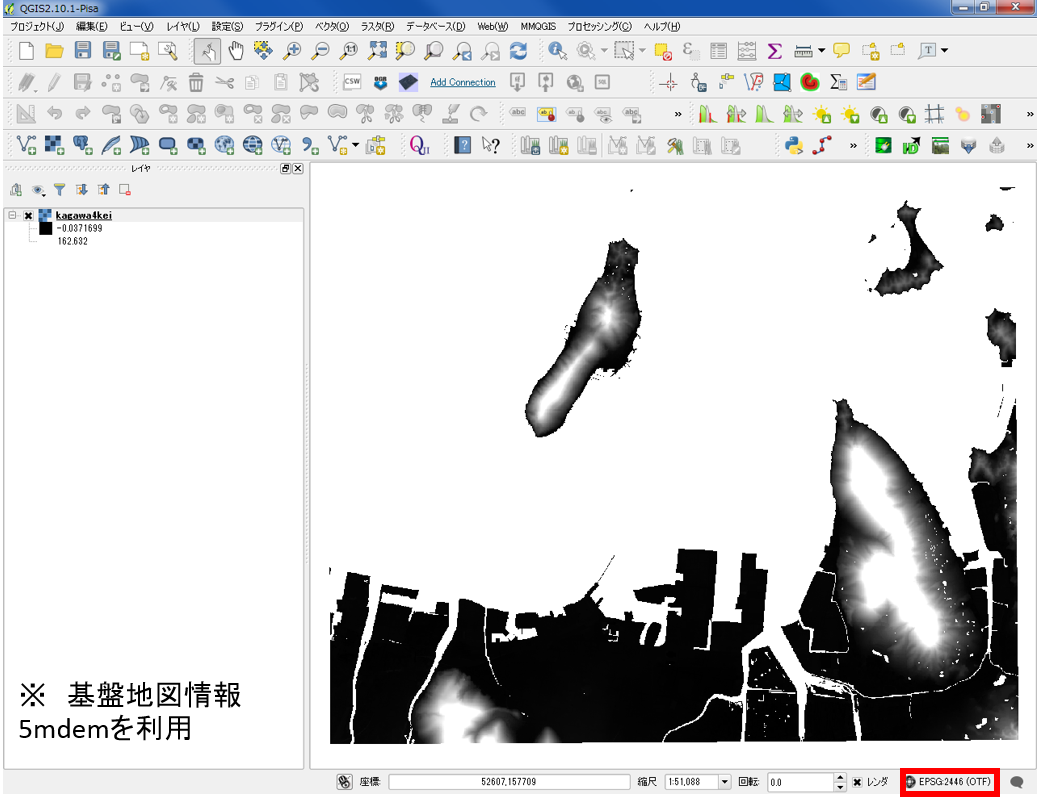 QGIS2.10.1-Pisa
プロジェクト(J) 編集(E) ビュー(V) レイヤ(L) 設定(S) プラグイン(P) ベクタ(O) ラスタ(R) データベース(D) Web(W) MMQGIS プロセッシング(C) ヘルプ(H)
CSW Add Connection
レイヤ
kagawa4kei
-0.0371699
162.632
※ 基盤地図情報
5mdemを利用
座標: 52607,157709 縮尺 1:51,088 回転: 0.0 レンダ EPSG:2446 (OTF)